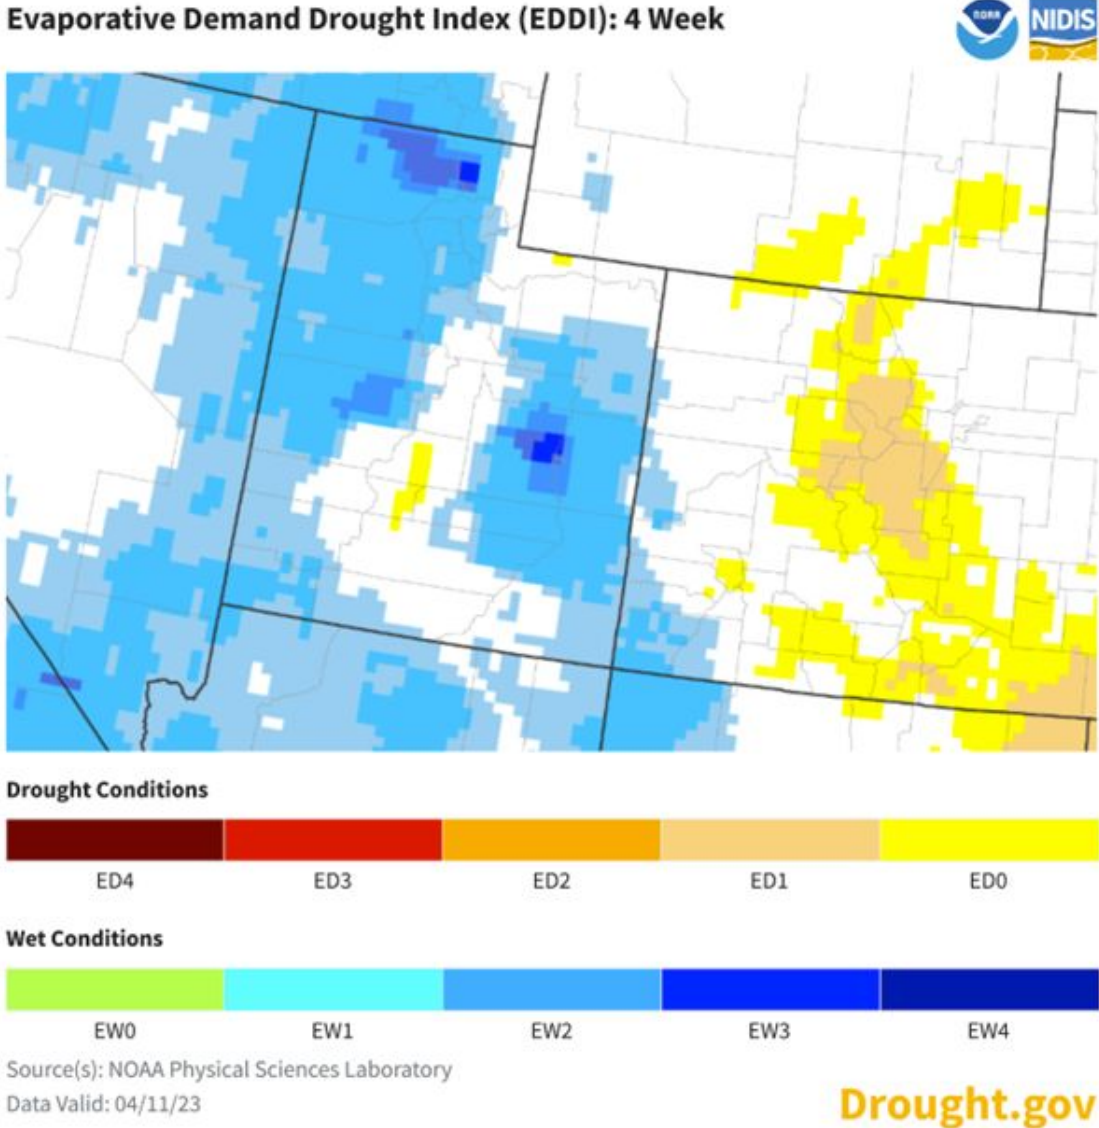 Evaporative Demand Drought Index (EDDI): 4 Week
NOAA
NIDIS
Drought Conditions
ED4 ED3 ED2 ED1 ED0
Wet Conditions
EW0 EW1 EW2 EW3 EW4
Source(s): NOAA Physical Sciences Laboratory
Data Valid: 04/11/23
Drought.gov